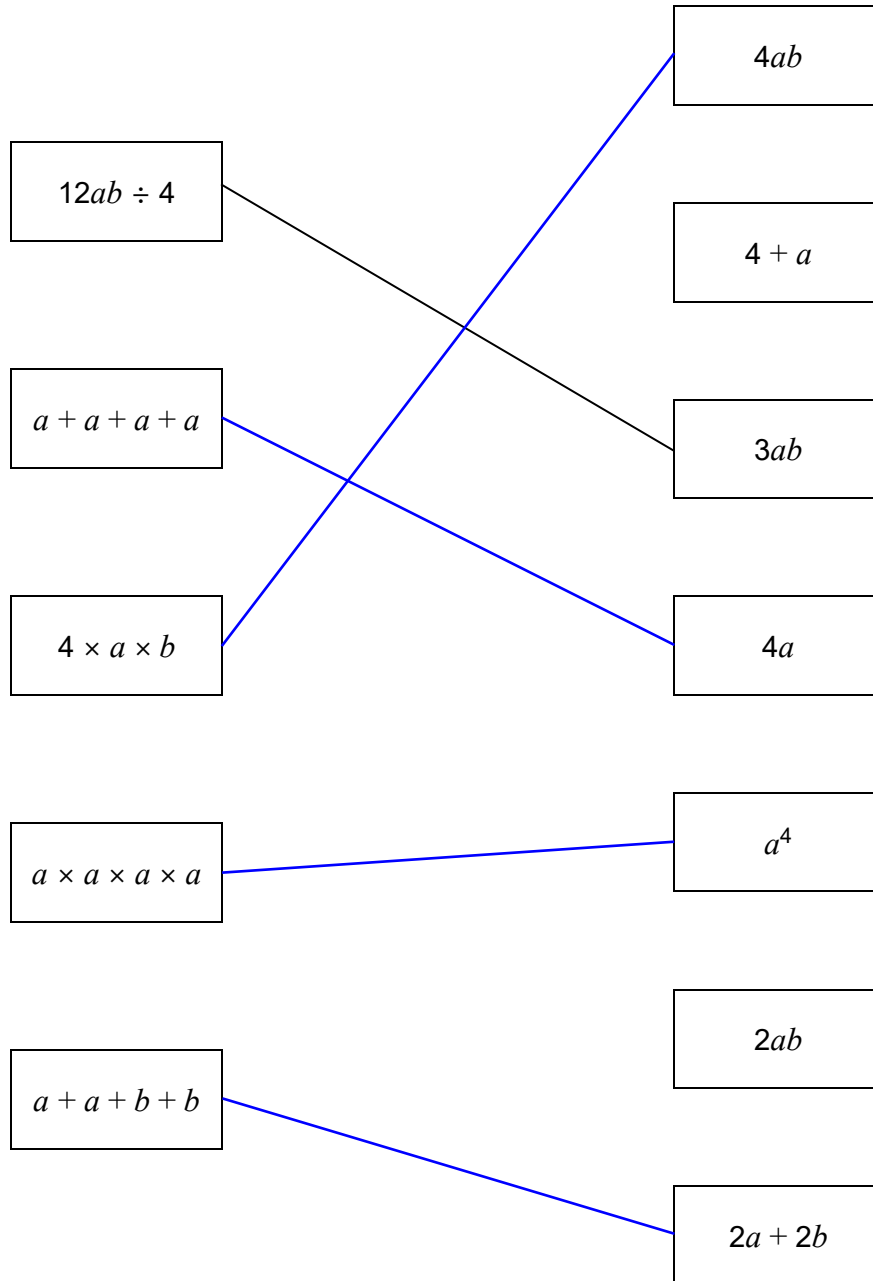 4ab
12ab ÷ 4
4 + a
a + a + a + a
3ab
4 × a × b
4a
a × a × a × a
a⁴
2ab
a + a + b + b
2a + 2b